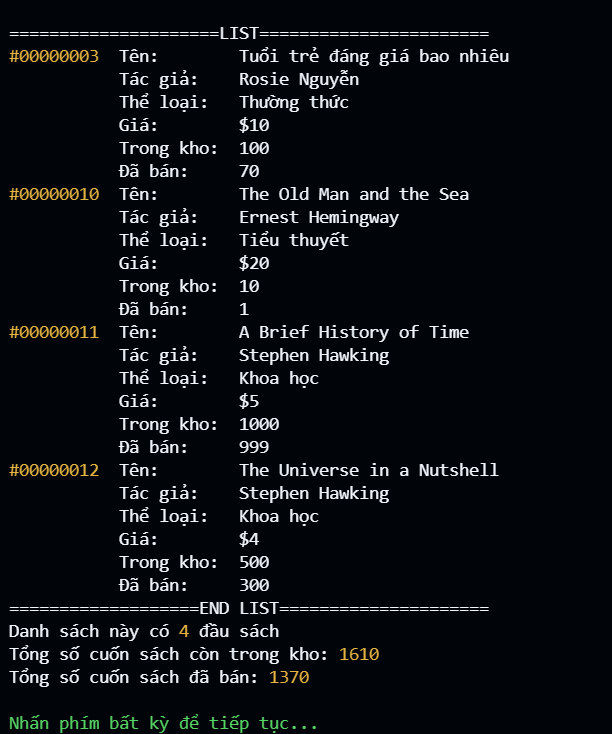 =====================LIST=======================
#00000003  Tên:        Tuổi trẻ đáng giá bao nhiêu
           Tác giả:    Rosie Nguyễn
           Thể loại:   Thường thức
           Giá:        $10
           Trong kho:  100
           Đã bán:     70
#00000010  Tên:        The Old Man and the Sea
           Tác giả:    Ernest Hemingway
           Thể loại:   Tiểu thuyết
           Giá:        $20
           Trong kho:  10
           Đã bán:     1
#00000011  Tên:        A Brief History of Time
           Tác giả:    Stephen Hawking
           Thể loại:   Khoa học
           Giá:        $5
           Trong kho:  1000
           Đã bán:     999
#00000012  Tên:        The Universe in a Nutshell
           Tác giả:    Stephen Hawking
           Thể loại:   Khoa học
           Giá:        $4
           Trong kho:  500
           Đã bán:     300
===================END LIST=====================
Danh sách này có 4 đầu sách
Tổng số cuốn sách còn trong kho: 1610
Tổng số cuốn sách đã bán: 1370
Nhấn phím bất kỳ để tiếp tục...